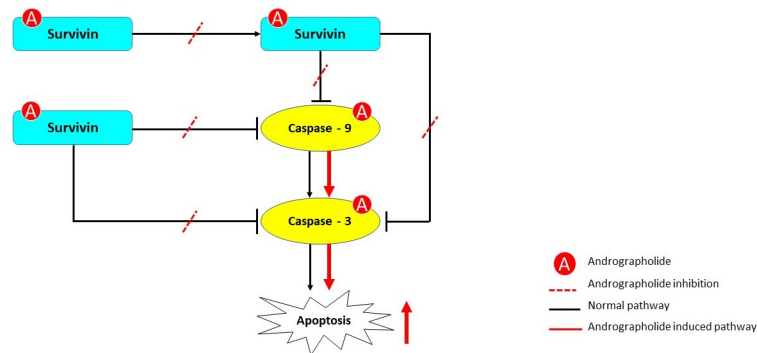 A
Survivin
A
Survivin
A
Survivin
A
Caspase - 9
A
Caspase - 3
Apoptosis
A Andrographolide
Andrographolide inhibition
Normal pathway
Andrographolide induced pathway